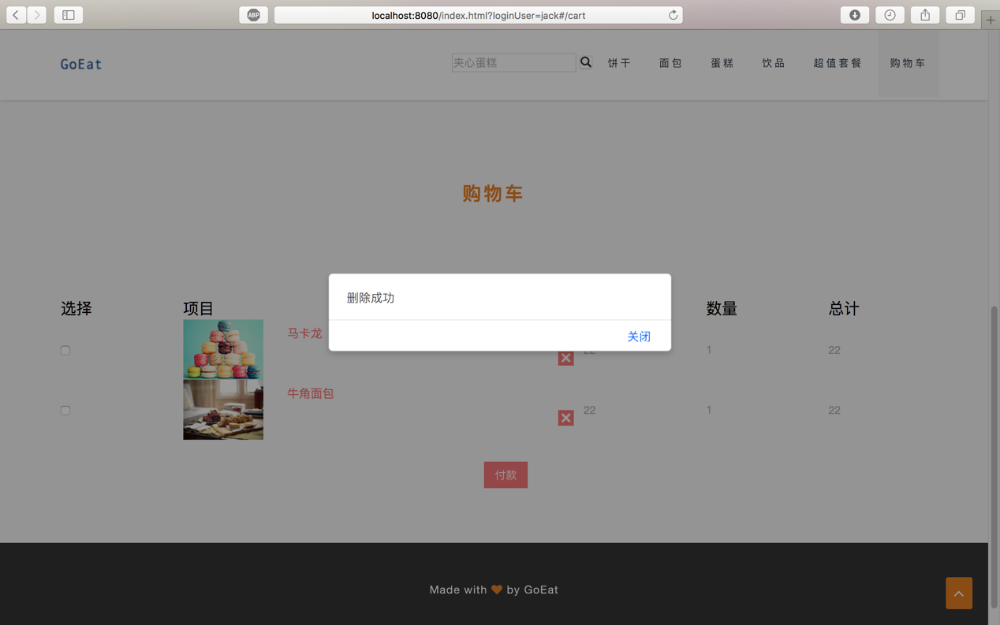 ABP
localhost:8080/index.html?loginUser=jack#/cart
GoEat
夹心蛋糕
饼干
面包
蛋糕
饮品
超值套餐
购物车
购物车
选择
项目
数量
总计
删除成功
关闭
马卡龙
22
1
22
牛角面包
22
1
22
付款
Made with by GoEat